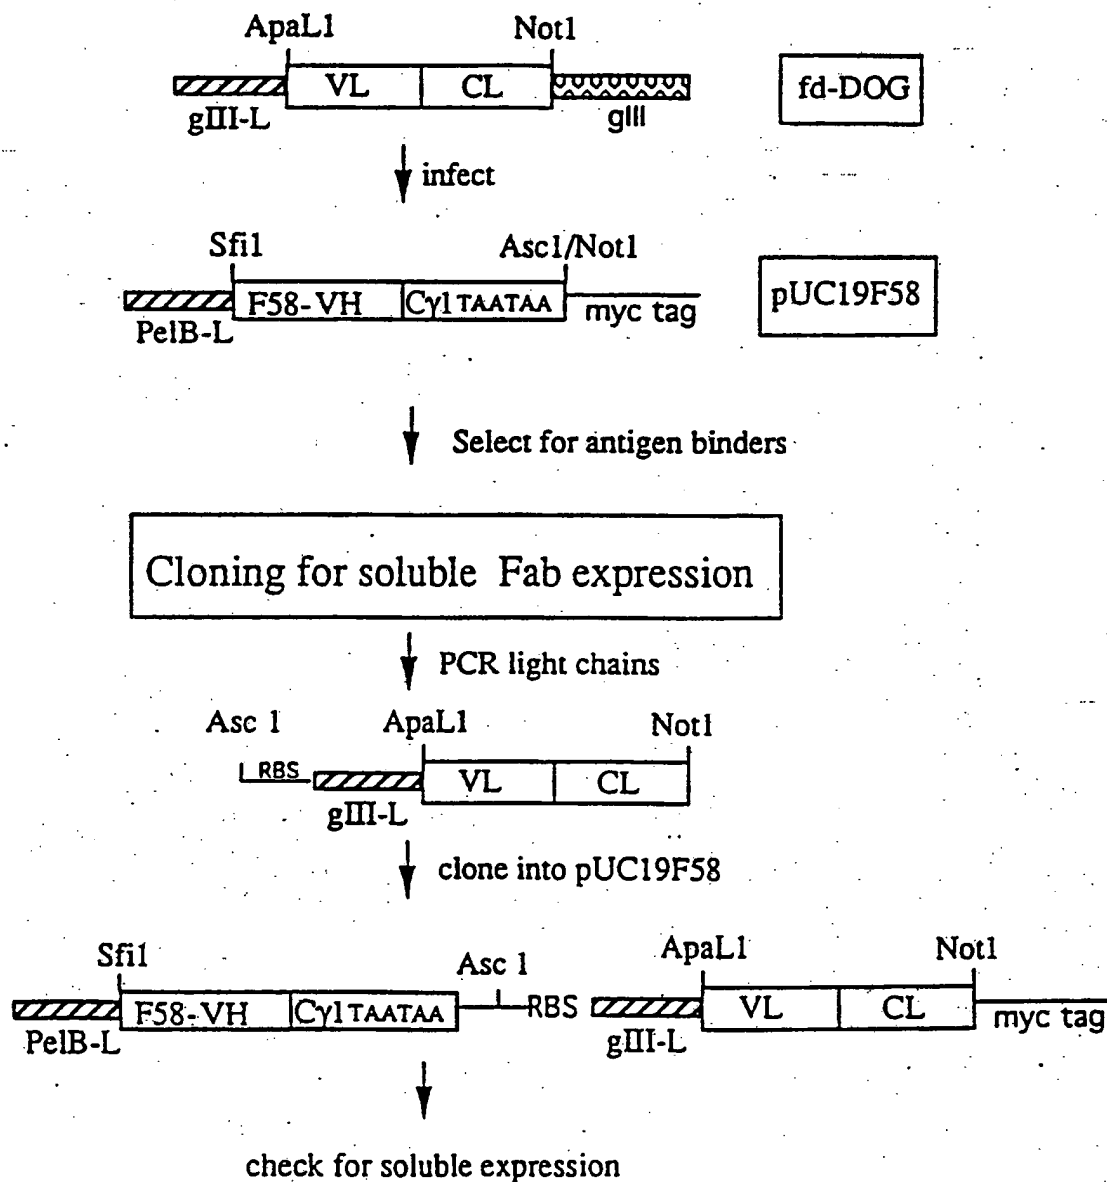 ApaL1 Not1
VL CL
gIII-L gIII
fd-DOG
infect
Sfi1 Asc1/Not1
F58-VH Cγ1 TAATAA
PelB-L myc tag
pUC19F58
Select for antigen binders
Cloning for soluble Fab expression
PCR light chains
Asc 1 ApaL1 Not1
RBS VL CL
gIII-L
clone into pUC19F58
Sfi1 Asc 1 ApaL1 Not1
F58-VH Cγ1 TAATAA RBS VL CL
PelB-L gIII-L myc tag
check for soluble expression